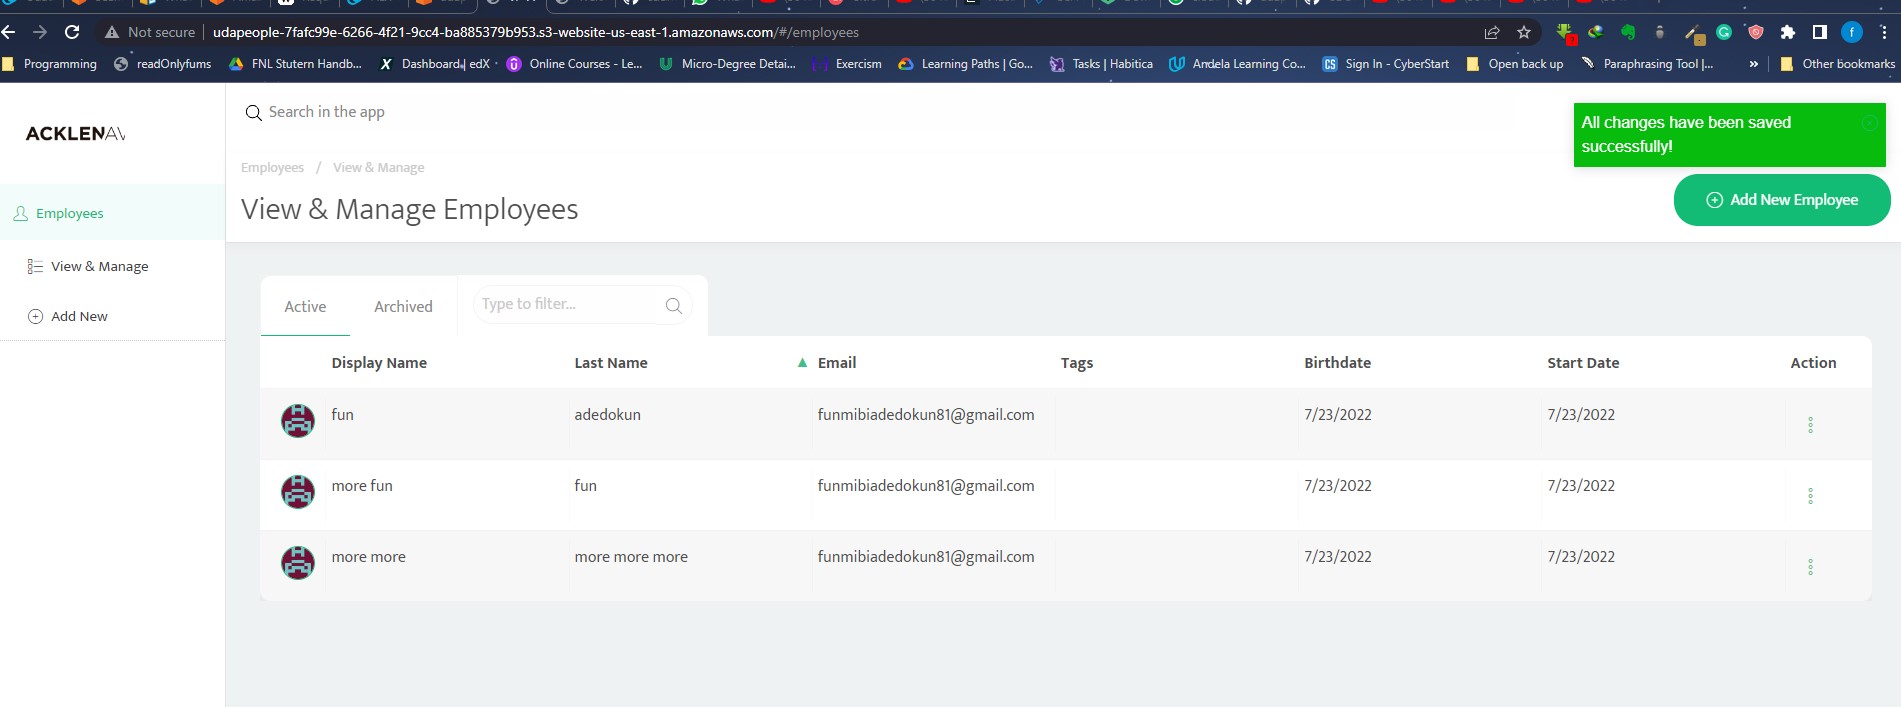 Not secure
udapeople-7fafc99e-6266-4f21-9cc4-ba885379b953.s3-website-us-east-1.amazonaws.com/#/employees
Programming
readOnlyfums
FNL Stutern Handb...
Dashboard | edX
Online Courses - Le...
Micro-Degree Detai...
Exercism
Learning Paths | Go...
Tasks | Habitica
Andela Learning Co...
CS
Sign In - CyberStart
Open back up
Paraphrasing Tool |...
»
Other bookmarks
ACKLENAV
Search in the app
All changes have been saved
successfully!
Employees / View & Manage
View & Manage Employees
Add New Employee
Employees
View & Manage
Add New
Active
Archived
Type to filter...
Display Name Last Name Email Tags Birthdate Start Date Action
fun adedokun funmibiadedokun81@gmail.com 7/23/2022 7/23/2022
more fun fun funmibiadedokun81@gmail.com 7/23/2022 7/23/2022
more more more more more funmibiadedokun81@gmail.com 7/23/2022 7/23/2022